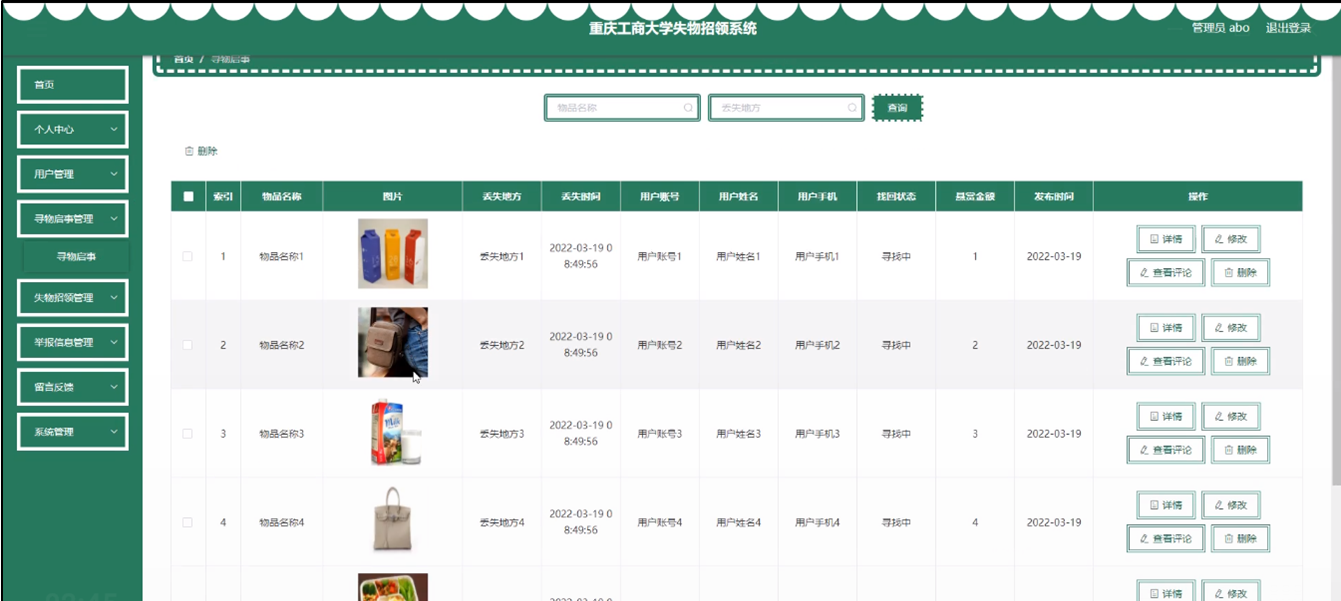 重庆工商大学失物招领系统
管理员 abo 退出登录
首页 / 寻物启事
首页
个人中心
用户管理
寻物启事管理
寻物启事
失物招领管理
举报信息管理
留言反馈
系统管理
物品名称 丢失地方 查询
删除
索引 物品名称 图片 丢失地方 丢失时间 用户账号 用户姓名 用户手机 找回状态 悬赏金额 发布时间 操作
1 物品名称1 丢失地方1 2022-03-19 0
8:49:56 用户账号1 用户姓名1 用户手机1 寻找中 1 2022-03-19 详情 修改
查看评论 删除
2 物品名称2 丢失地方2 2022-03-19 0
8:49:56 用户账号2 用户姓名2 用户手机2 寻找中 2 2022-03-19 详情 修改
查看评论 删除
3 物品名称3 丢失地方3 2022-03-19 0
8:49:56 用户账号3 用户姓名3 用户手机3 寻找中 3 2022-03-19 详情 修改
查看评论 删除
4 物品名称4 丢失地方4 2022-03-19 0
8:49:56 用户账号4 用户姓名4 用户手机4 寻找中 4 2022-03-19 详情 修改
查看评论 删除
详情 修改